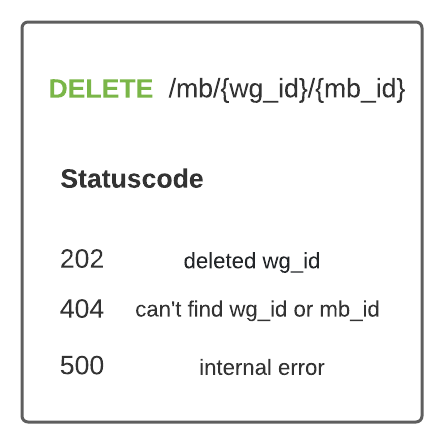 DELETE /mb/{wg_id}/{mb_id}
Statuscode
202 deleted wg_id
404 can't find wg_id or mb_id
500 internal error